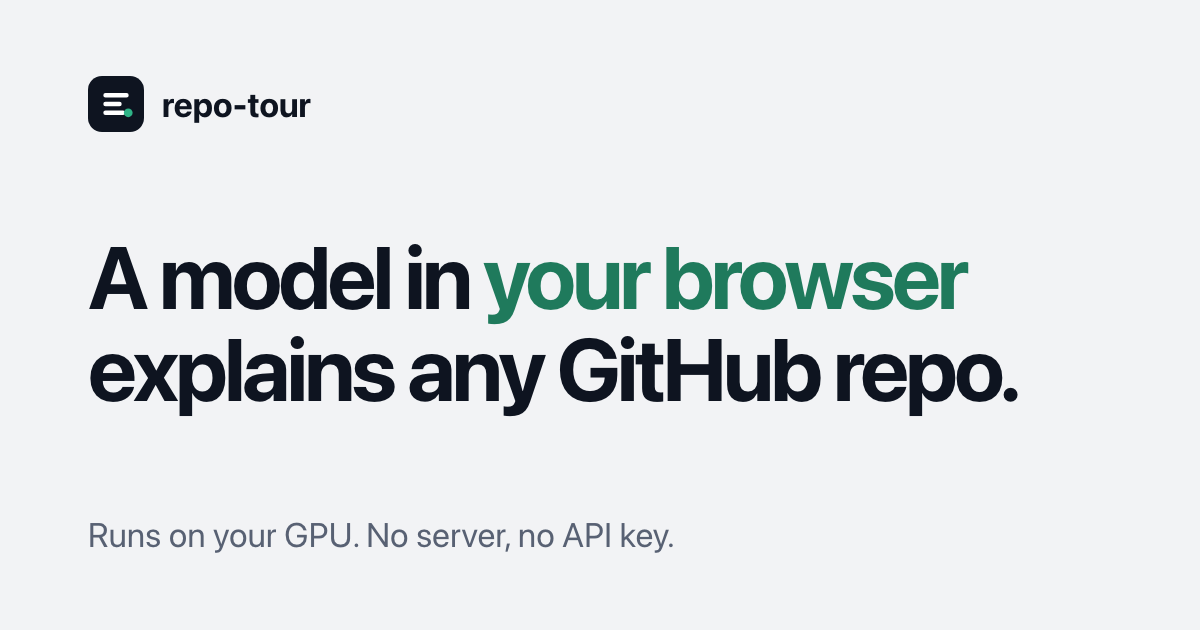 repo-tour
A model in your browser
explains any GitHub repo.
Runs on your GPU. No server, no API key.